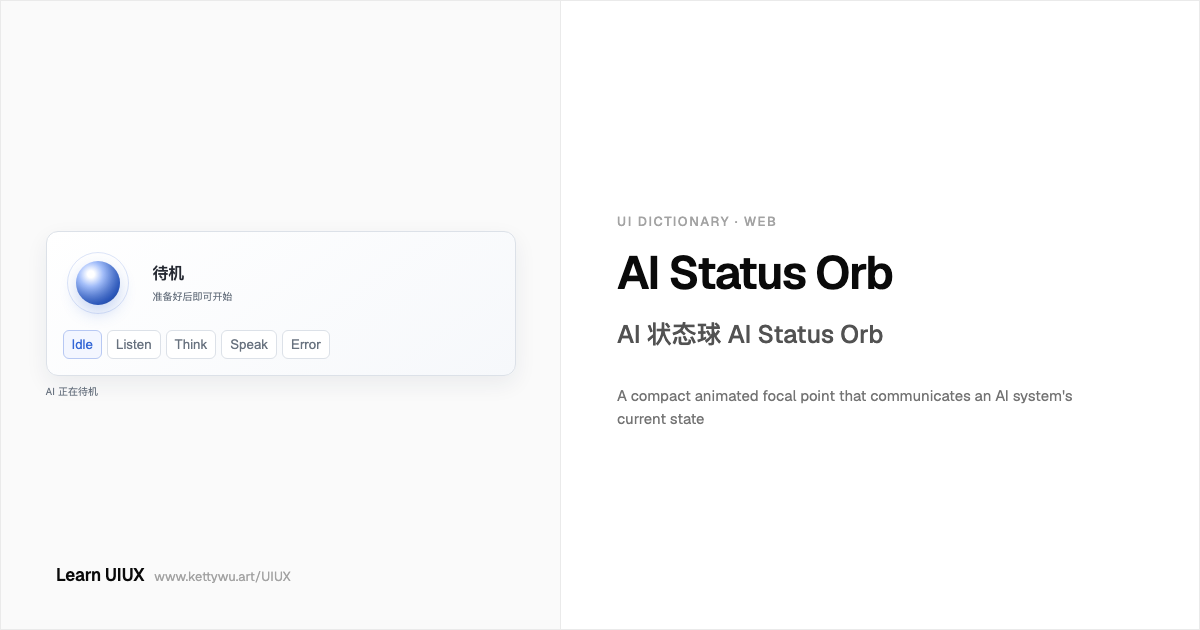 待机
准备好后即可开始
Idle Listen Think Speak Error
AI 正在待机
Learn UIUX www.kettywu.art/UIUX
UI DICTIONARY · WEB
AI Status Orb
AI 状态球 AI Status Orb
A compact animated focal point that communicates an AI system's
current state